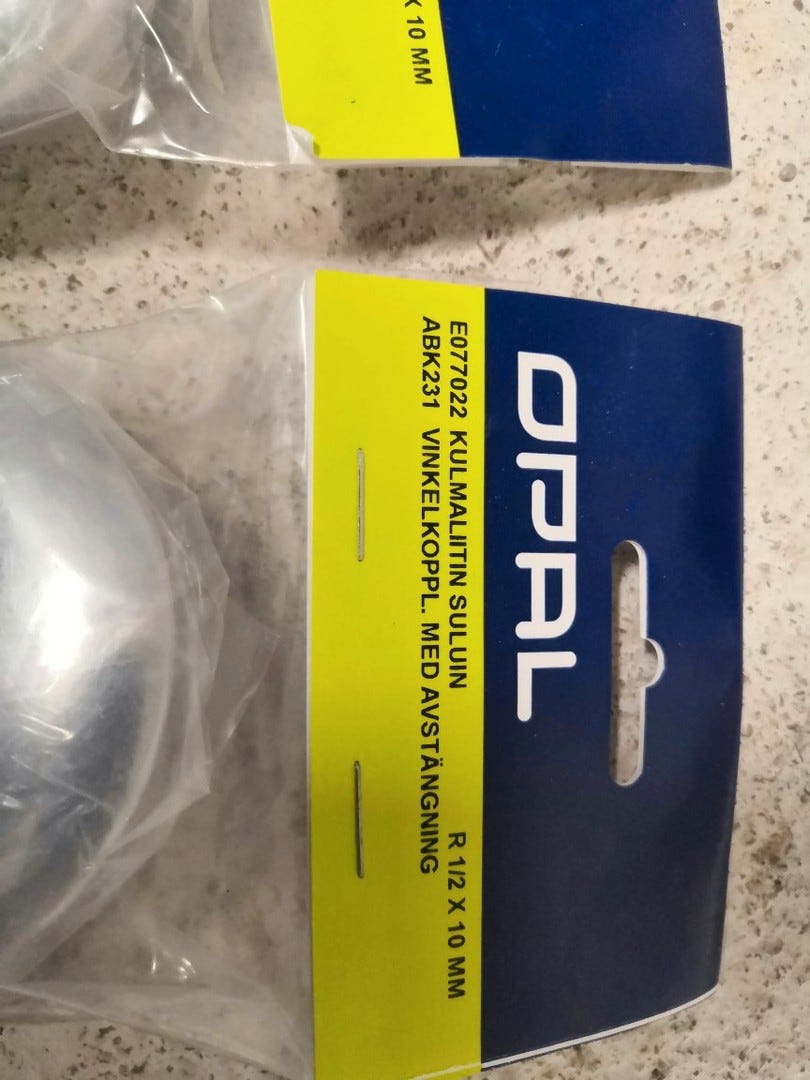 X 10 MM
OPAL
E077022 KULMALIITIN SULUIN R 1/2 X 10 MM
ABK231 VINKELKOPPL. MED AVSTÄNGNING